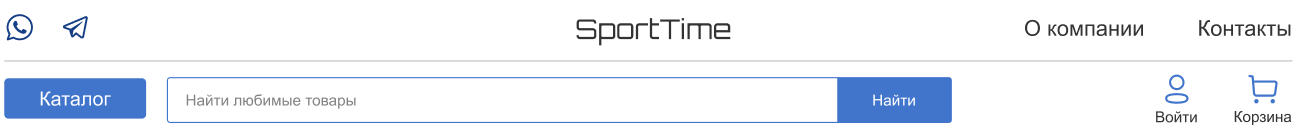 SportTime
О компании
Контакты
Каталог
Найти любимые товары
Найти
Войти
Корзина